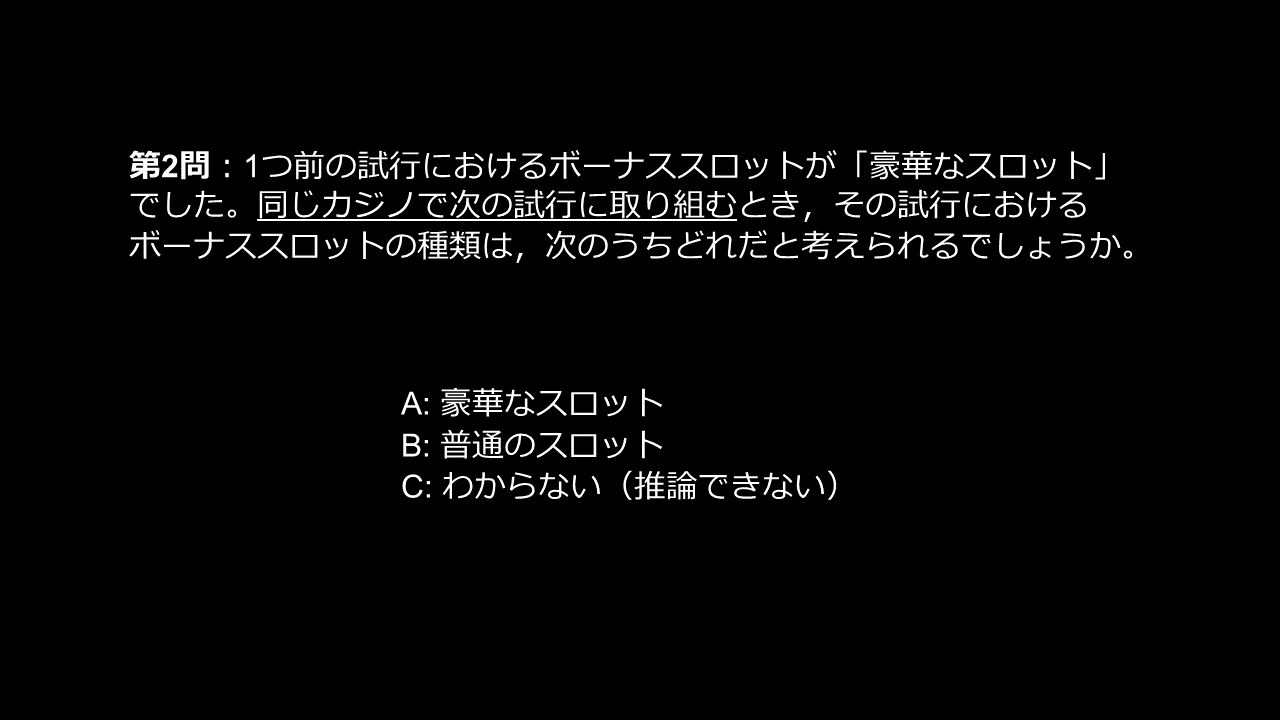 第2問：1つ前の試行におけるボーナススロットが「豪華なスロット」
でした。同じカジノで次の試行に取り組むとき，その試行における
ボーナススロットの種類は，次のうちどれだと考えられるでしょうか。
A: 豪華なスロット
B: 普通のスロット
C: わからない（推論できない）